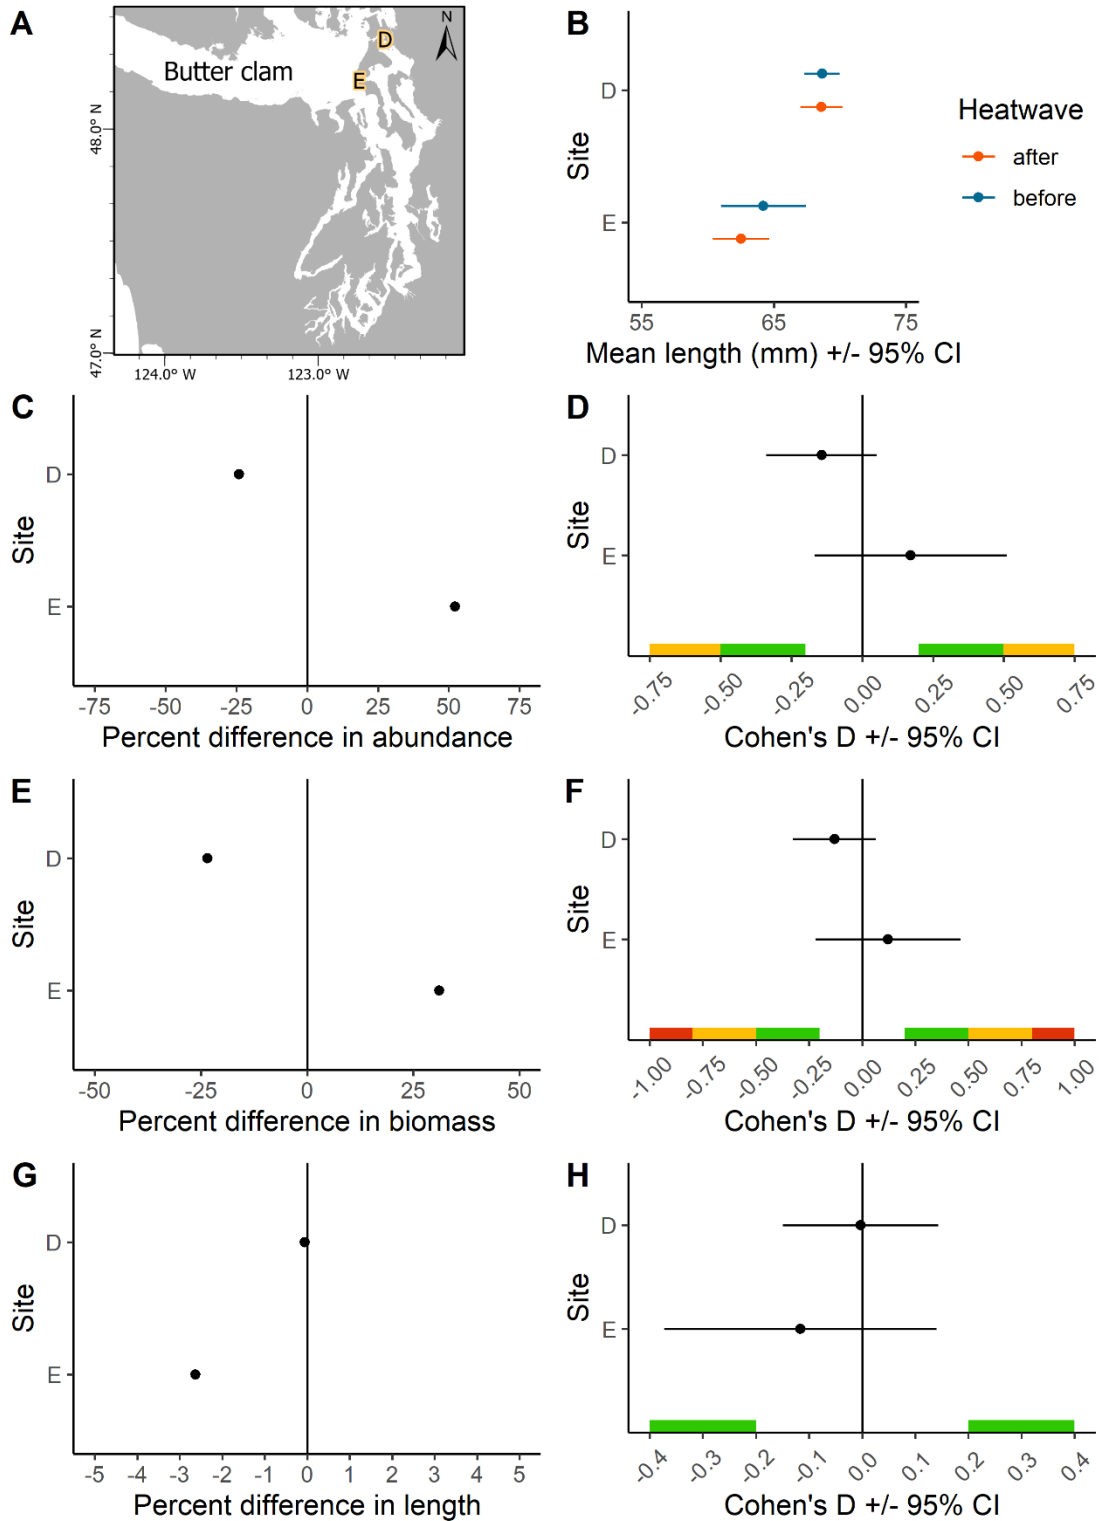 A
Butter clam
D
E
N
48.0° N
47.0° N
124.0° W
123.0° W
B
Site
D
E
55
65
75
Mean length (mm) +/- 95% CI
Heatwave
after
before
C
Site
D
E
-75
-50
-25
0
25
50
75
Percent difference in abundance
D
Site
D
E
-0.75
-0.50
-0.25
0.00
0.25
0.50
0.75
Cohen's D +/- 95% CI
E
Site
D
E
-50
-25
0
25
50
Percent difference in biomass
F
Site
D
E
-1.00
-0.75
-0.50
-0.25
0.00
0.25
0.50
0.75
1.00
Cohen's D +/- 95% CI
G
Site
D
E
-5
-4
-3
-2
-1
0
1
2
3
4
5
Percent difference in length
H
Site
D
E
-0.4
-0.3
-0.2
-0.1
0.0
0.1
0.2
0.3
0.4
Cohen's D +/- 95% CI